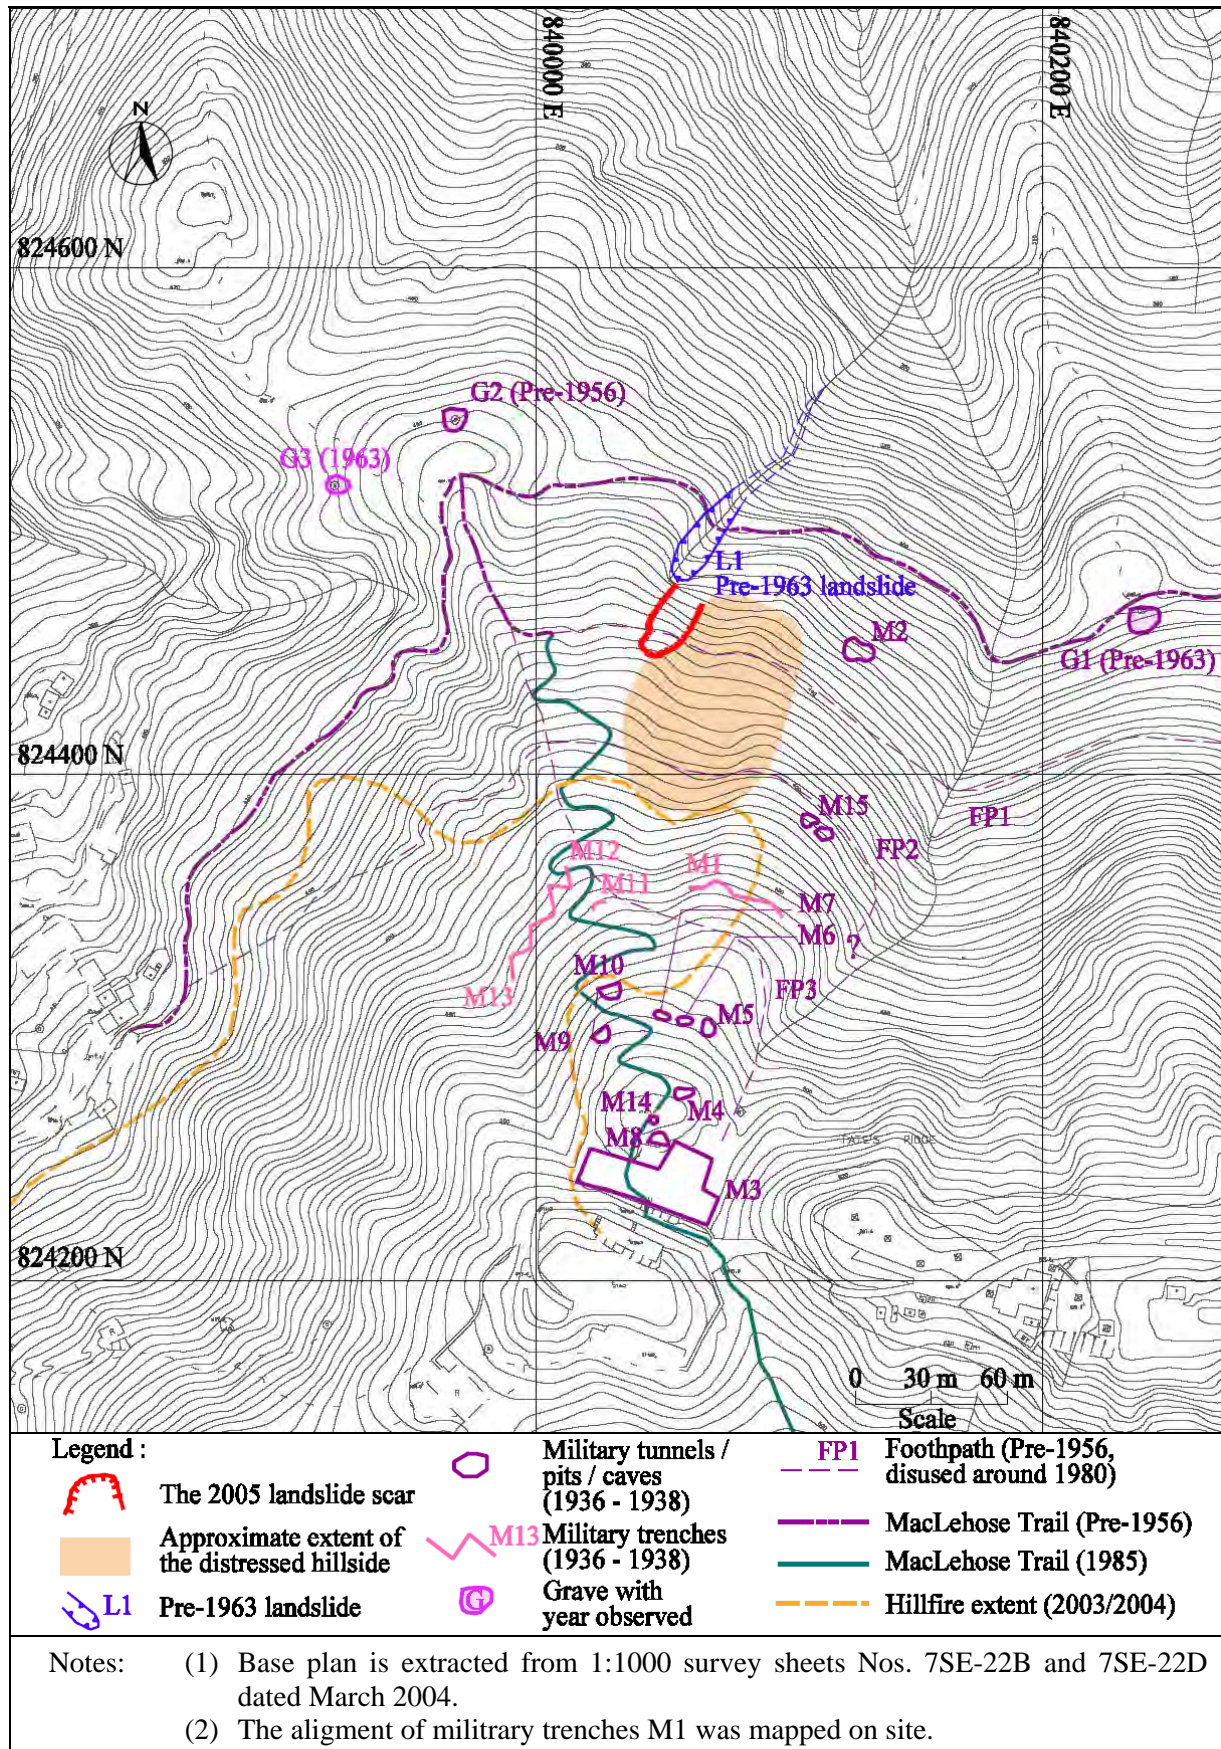 840000 E
840200 E
N
824600 N
G2 (Pre-1956)
G3 (1963)
L1
Pre-1963 landslide
M2
G1 (Pre-1963)
824400 N
M15
FP1
FP2
M12
M11
M1
M7
M6
?
M10
M13
FP3
M5
M9
M14
M4
M8
TATE'S RIDGE
M3
824200 N
0 30 m 60 m
Scale
Legend :
The 2005 landslide scar
Approximate extent of
the distressed hillside
L1 Pre-1963 landslide
Military tunnels /
pits / caves
(1936 - 1938)
M13 Military trenches
(1936 - 1938)
G Grave with
year observed
FP1 Foothpath (Pre-1956,
disused around 1980)
MacLehose Trail (Pre-1956)
MacLehose Trail (1985)
Hillfire extent (2003/2004)
Notes: (1) Base plan is extracted from 1:1000 survey sheets Nos. 7SE-22B and 7SE-22D
dated March 2004.
(2) The aligment of militrary trenches M1 was mapped on site.